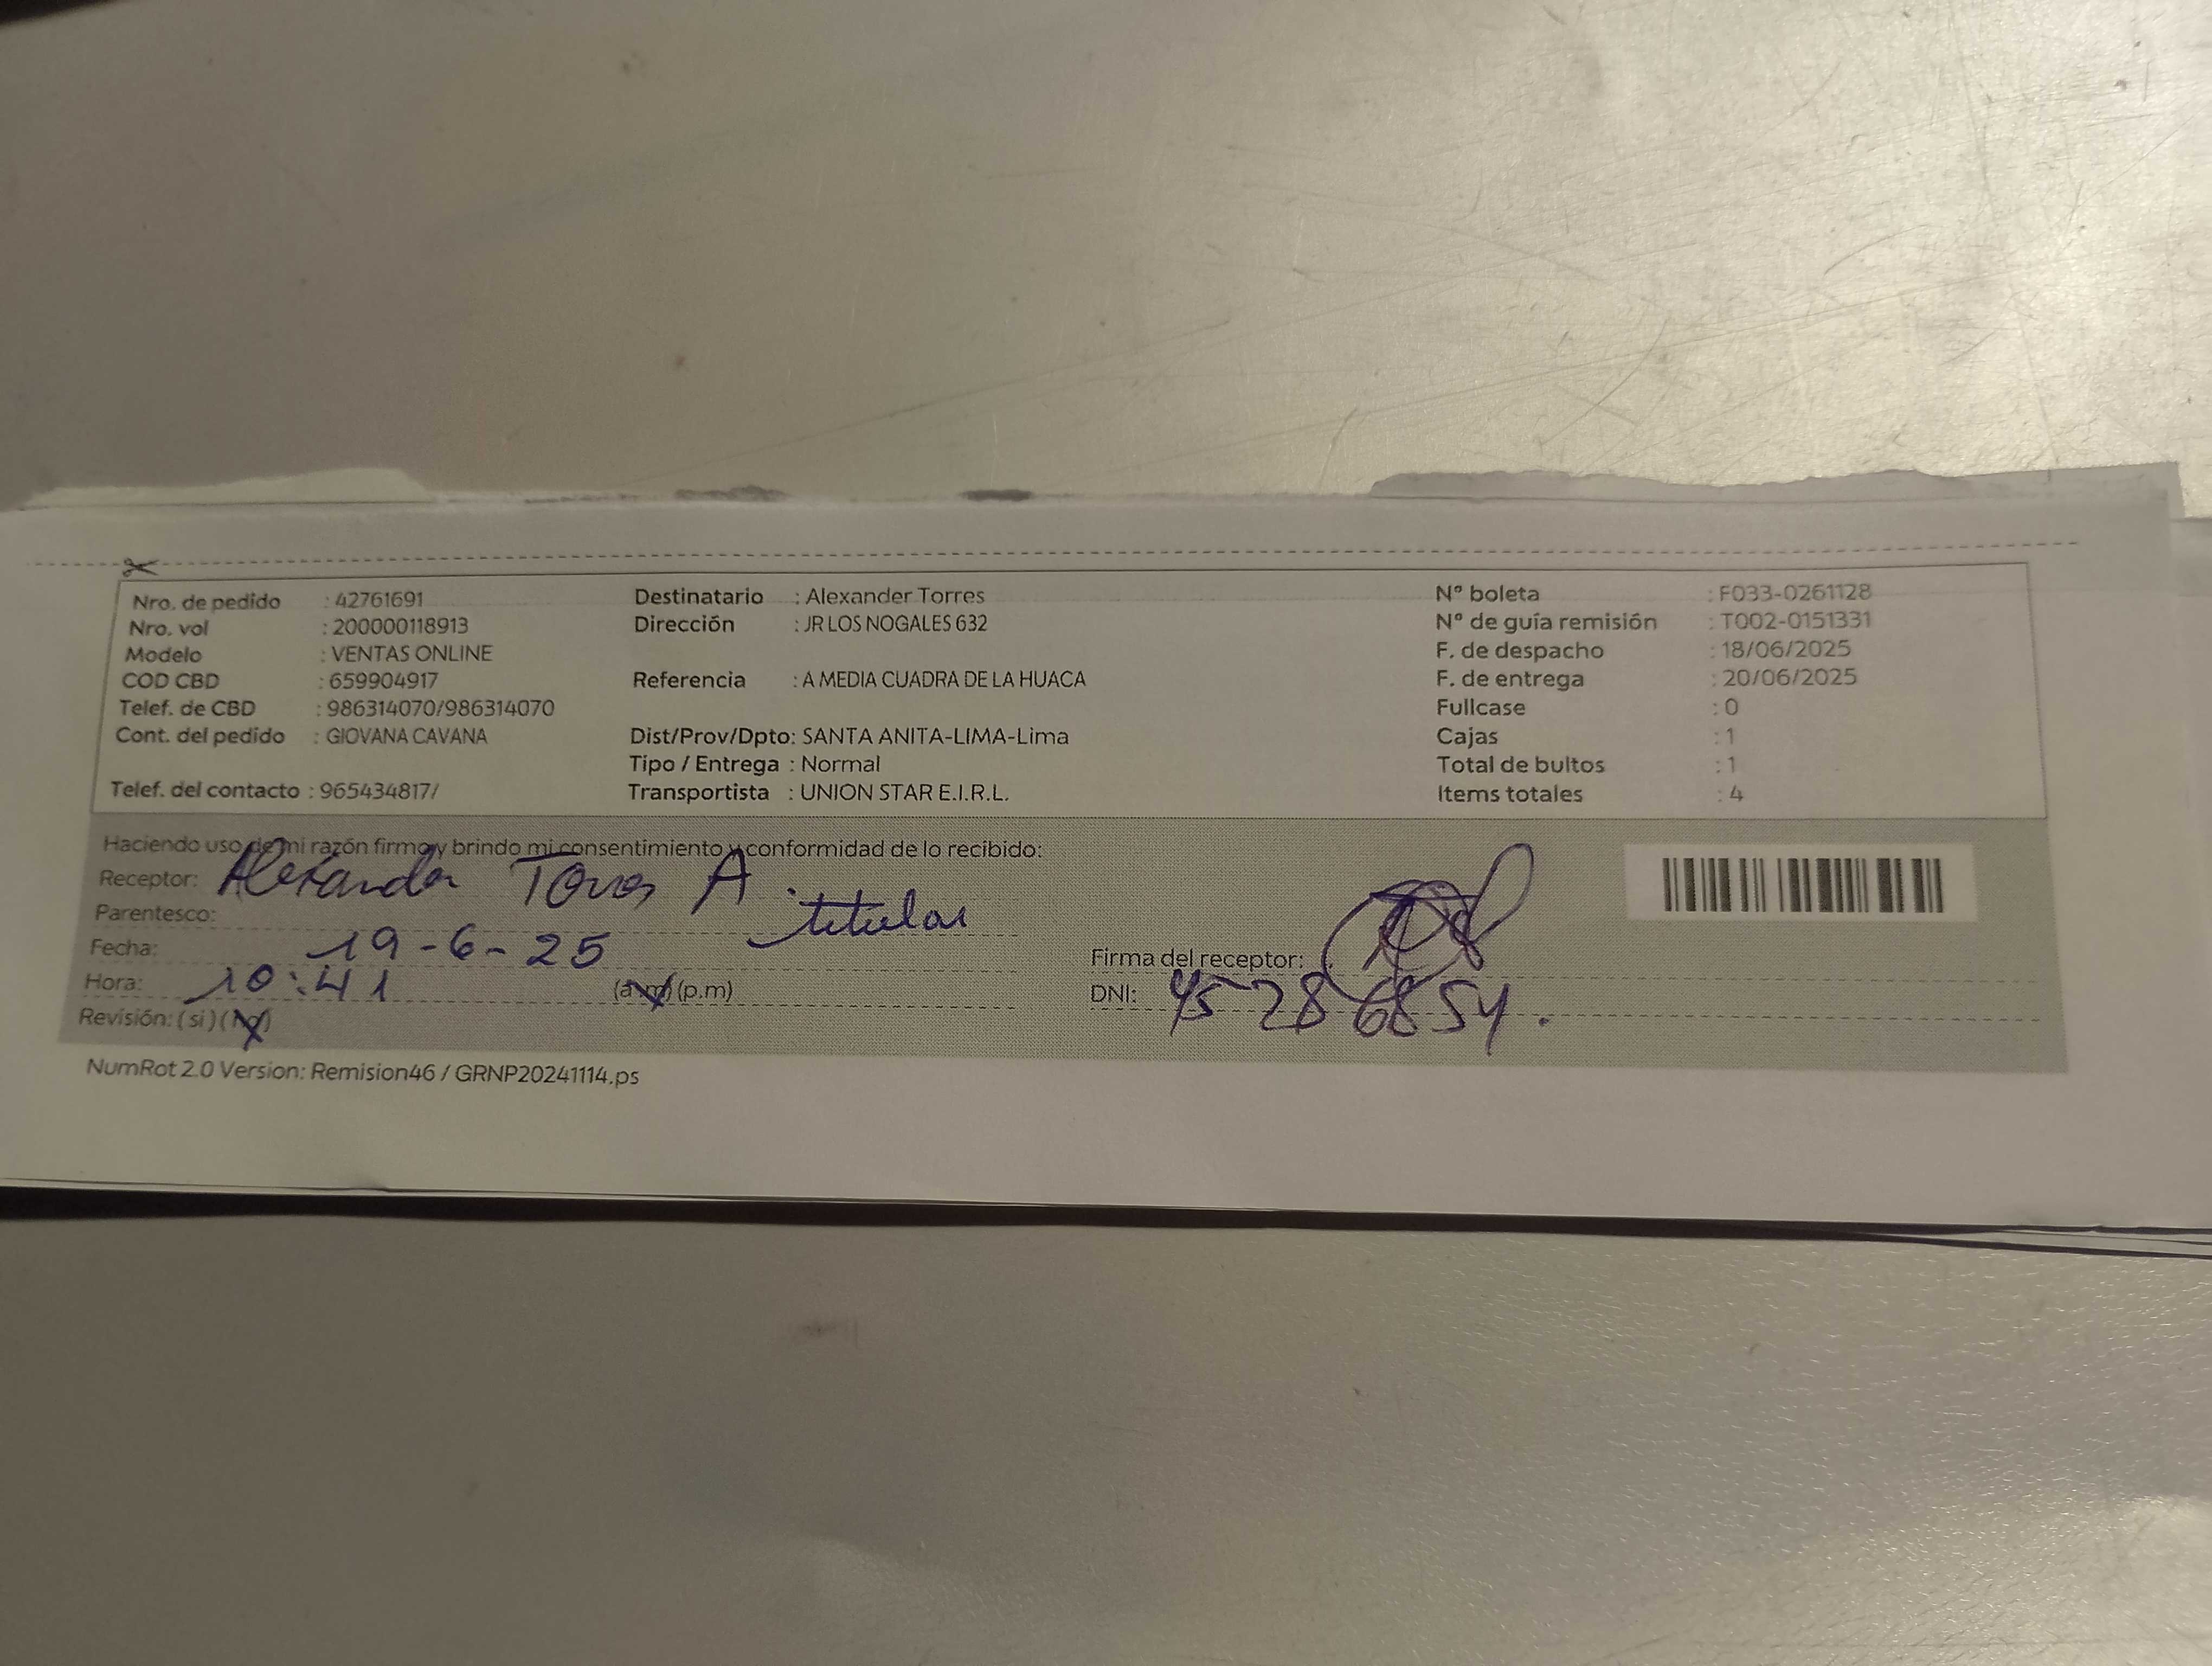 Nro. de pedido : 42761691
Nro. vol : 200000118913
Modelo : VENTAS ONLINE
COD CBD : 659904917
Telef. de CBD : 986314070/986314070
Cont. del pedido : GIOVANA CAVANA
Telef. del contacto : 965434817/
Destinatario : Alexander Torres
Dirección : JR LOS NOGALES 632
Referencia : A MEDIA CUADRA DE LA HUACA
Dist/Prov/Dpto: SANTA ANITA-LIMA-Lima
Tipo / Entrega : Normal
Transportista : UNION STAR E.I.R.L.
Nº boleta : F033-0261128
Nº de guía remisión : T002-0151331
F. de despacho : 18/06/2025
F. de entrega : 20/06/2025
Fullcase : 0
Cajas : 1
Total de bultos : 1
Items totales : 4
Haciendo uso de mi razón firmo y brindo mi consentimiento y conformidad de lo recibido:
Receptor: Alexander Torres A
Parentesco: titular
Fecha: 19-6-25
Hora: 10:41 (a.m) (p.m)
Revisión: (si) (No)
Firma del receptor:
DNI: 45286854.
NumRot 2.0 Version: Remision46 / GRNP20241114.ps